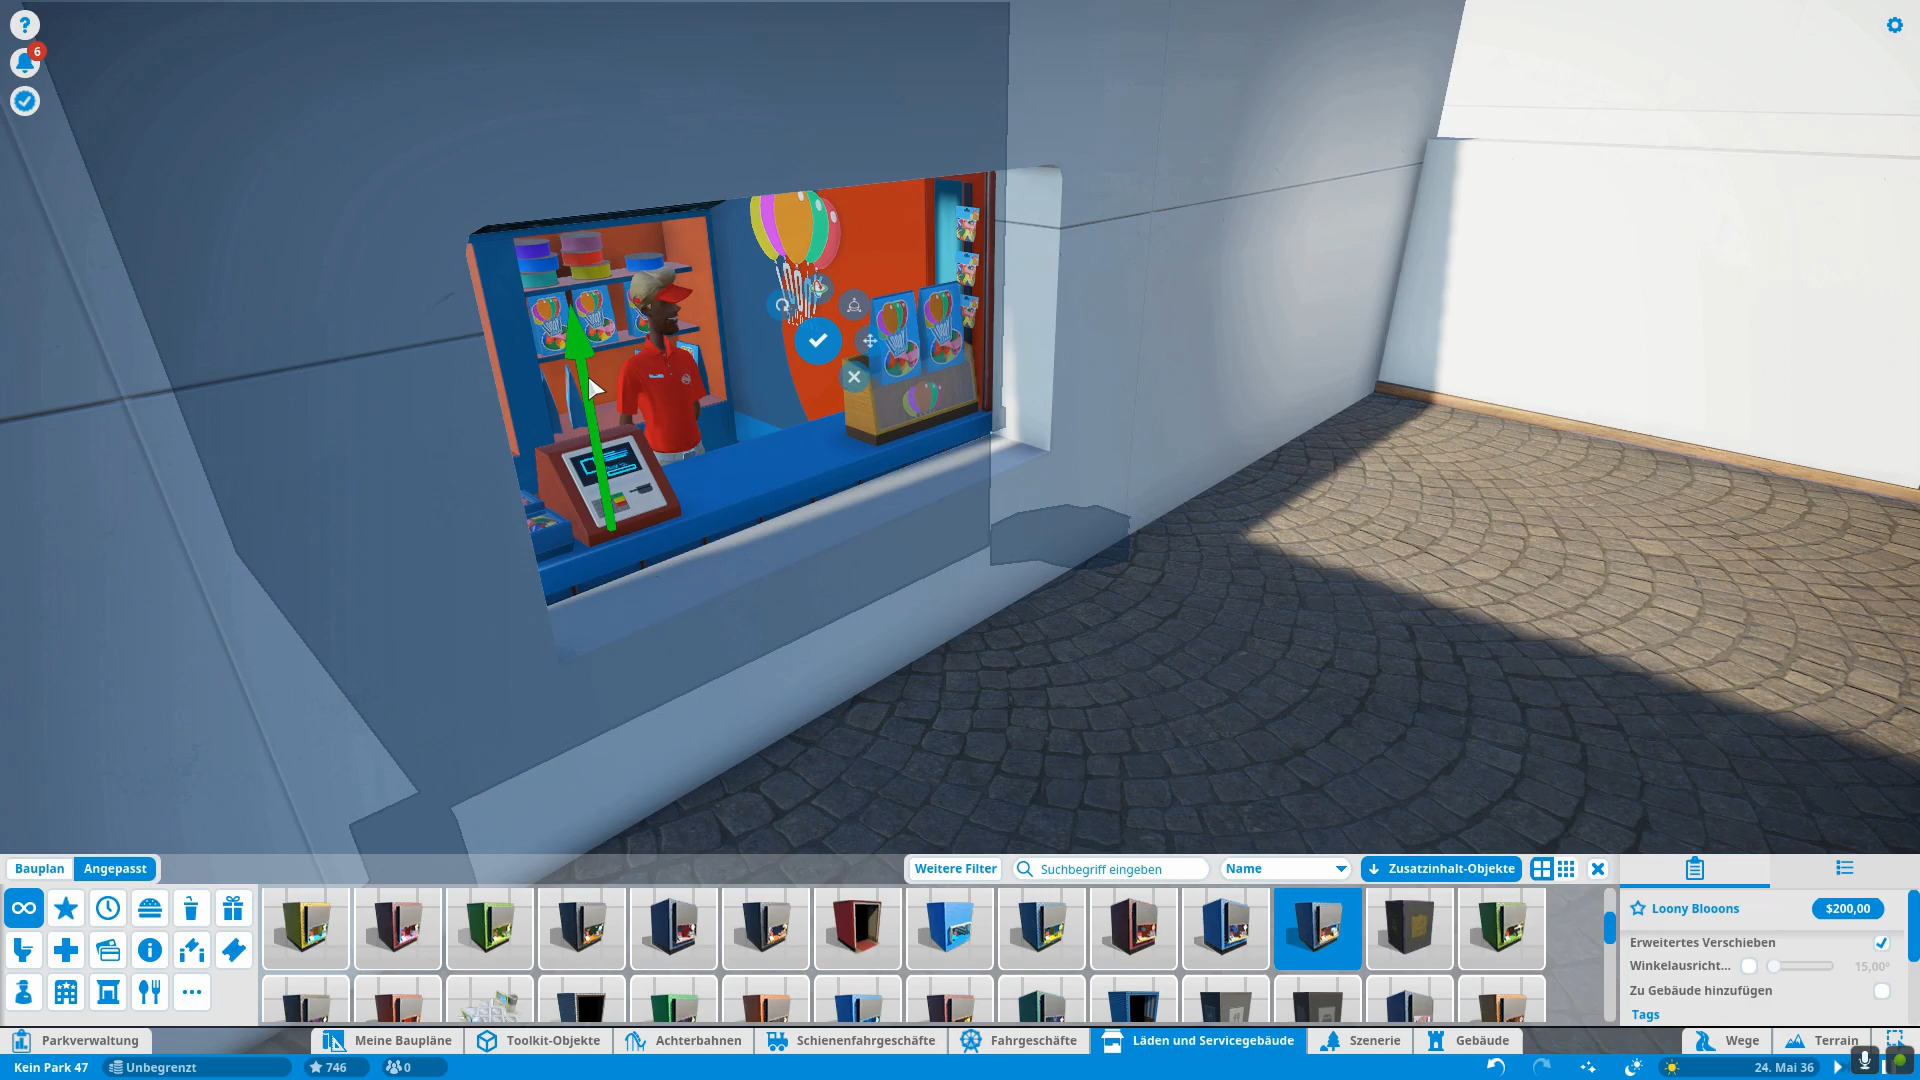 ?
6
Bauplan
Angepasst
Weitere Filter
Suchbegriff eingeben
Name
Zusatzinhalt-Objekte
Loony Blooons
$200,00
Erweitertes Verschieben
Winkelausricht...
15,00°
Zu Gebäude hinzufügen
Tags
Parkverwaltung
Meine Baupläne
Toolkit-Objekte
Achterbahnen
Schienenfahrgeschäfte
Fahrgeschäfte
Läden und Servicegebäude
Szenerie
Gebäude
Wege
Terrain
Kein Park 47
Unbegrenzt
746
0
24. Mai 36